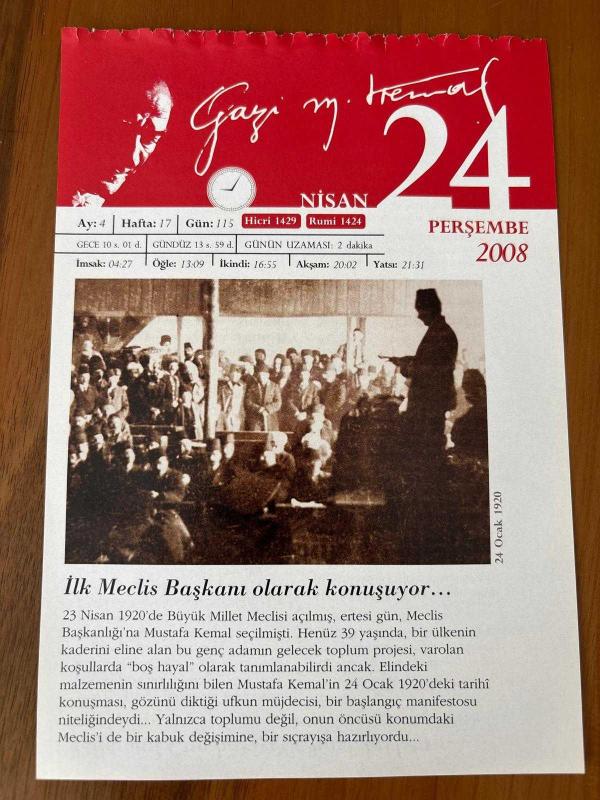 Gazi M. Kemal
24
NİSAN
PERŞEMBE
2008
Ay: 4 Hafta: 17 Gün: 115 Hicri 1429 Rumi 1424
GECE 10 s. 01 d. GÜNDÜZ 13 s. 59 d. GÜNÜN UZAMASI: 2 dakika
İmsak: 04:27 Öğle: 13:09 İkindi: 16:55 Akşam: 20:02 Yatsı: 21:31
24 Ocak 1920
İlk Meclis Başkanı olarak konuşuyor...
23 Nisan 1920'de Büyük Millet Meclisi açılmış, ertesi gün, Meclis
Başkanlığı'na Mustafa Kemal seçilmişti. Henüz 39 yaşında, bir ülkenin
kaderini eline alan bu genç adamın gelecek toplum projesi, varolan
koşullarda "boş hayal" olarak tanımlanabilirdi ancak. Elindeki
malzemenin sınırlılığını bilen Mustafa Kemal'in 24 Ocak 1920'deki tarihî
konuşması, gözünü diktiği ufkun müjdecisi, bir başlangıç manifestosu
niteliğindeydi... Yalnızca toplumu değil, onun öncüsü konumdaki
Meclis'i de bir kabuk değişimine, bir sıçrayışa hazırlıyordu...